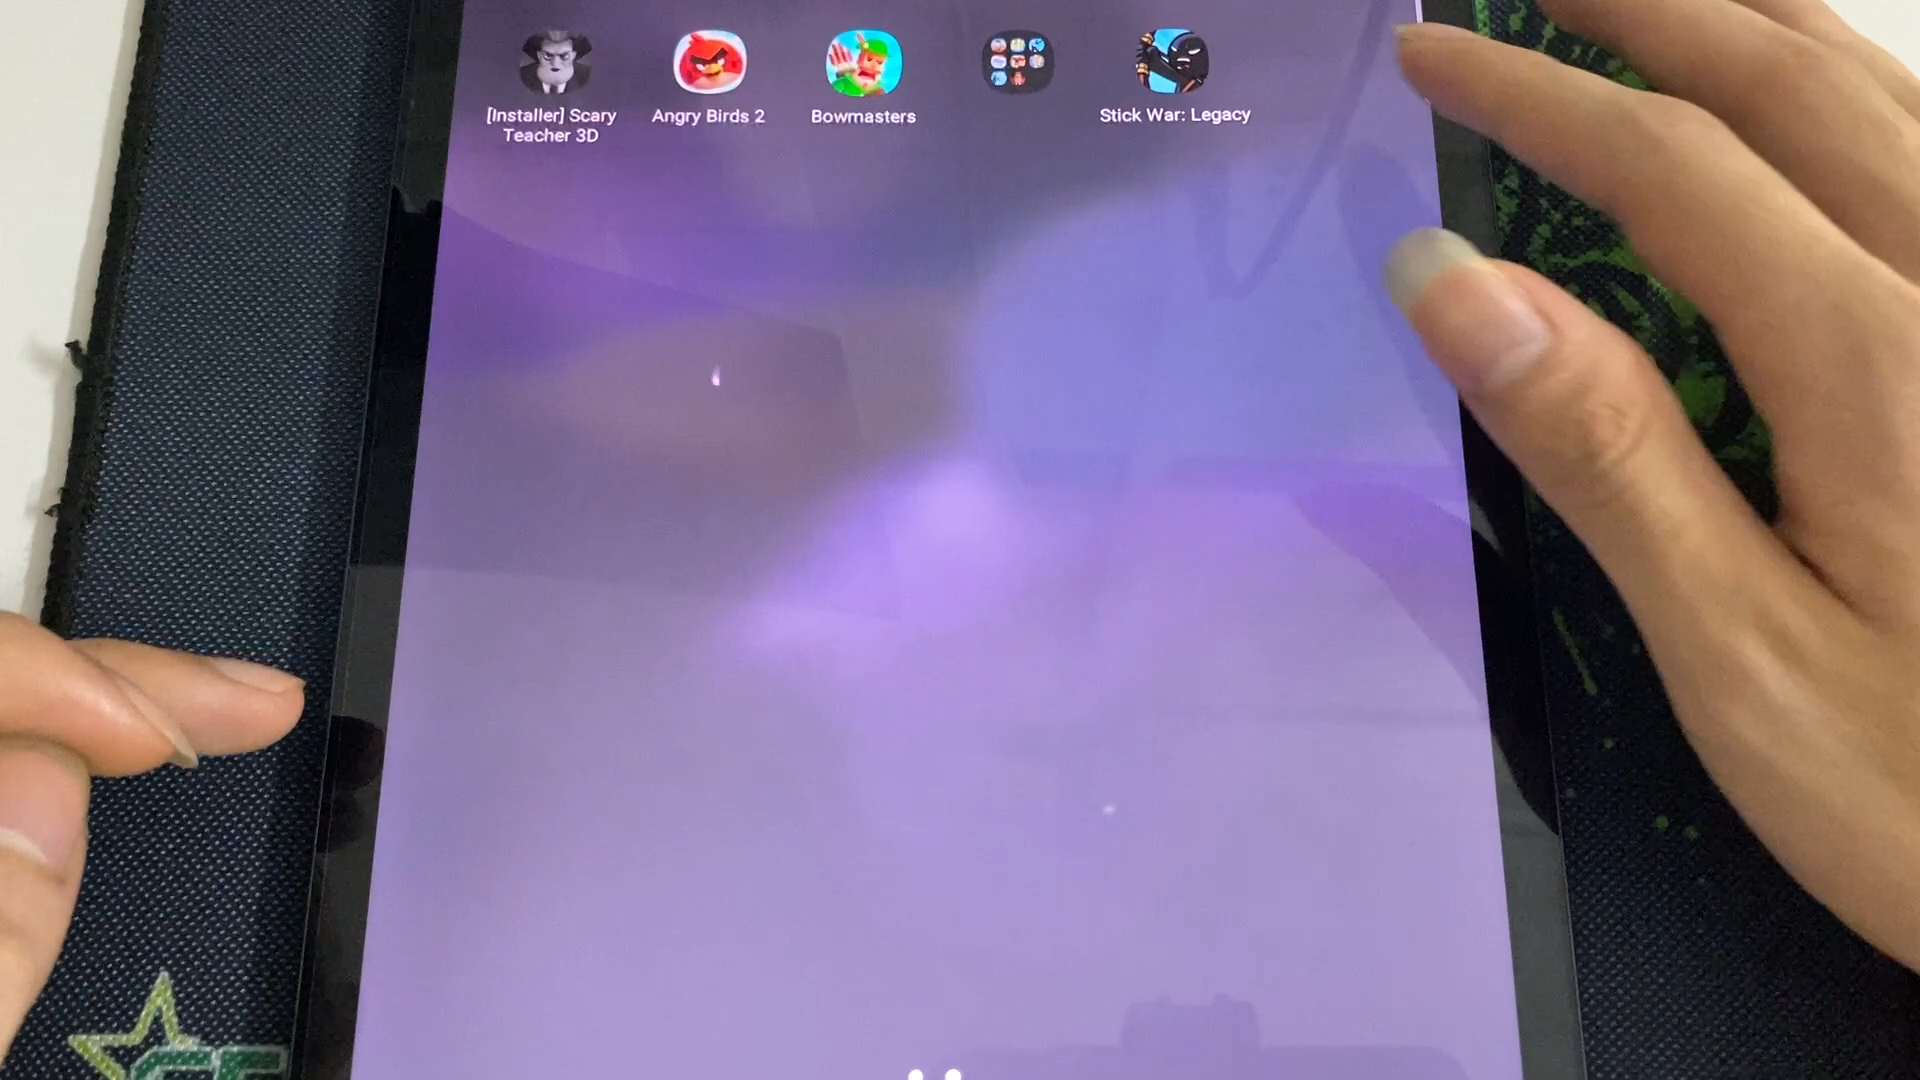 [Installer] Scary
Teacher 3D
Angry Birds 2
Bowmasters
Stick War: Legacy